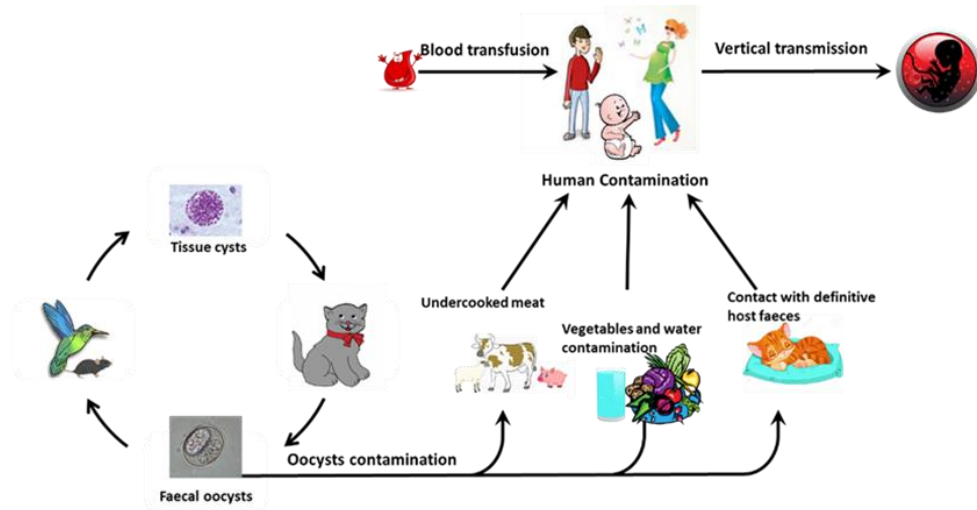 Blood transfusion
Vertical transmission
Human Contamination
Tissue cysts
Undercooked meat
Contact with definitive
host faeces
Vegetables and water
contamination
Oocysts contamination
Faecal oocysts